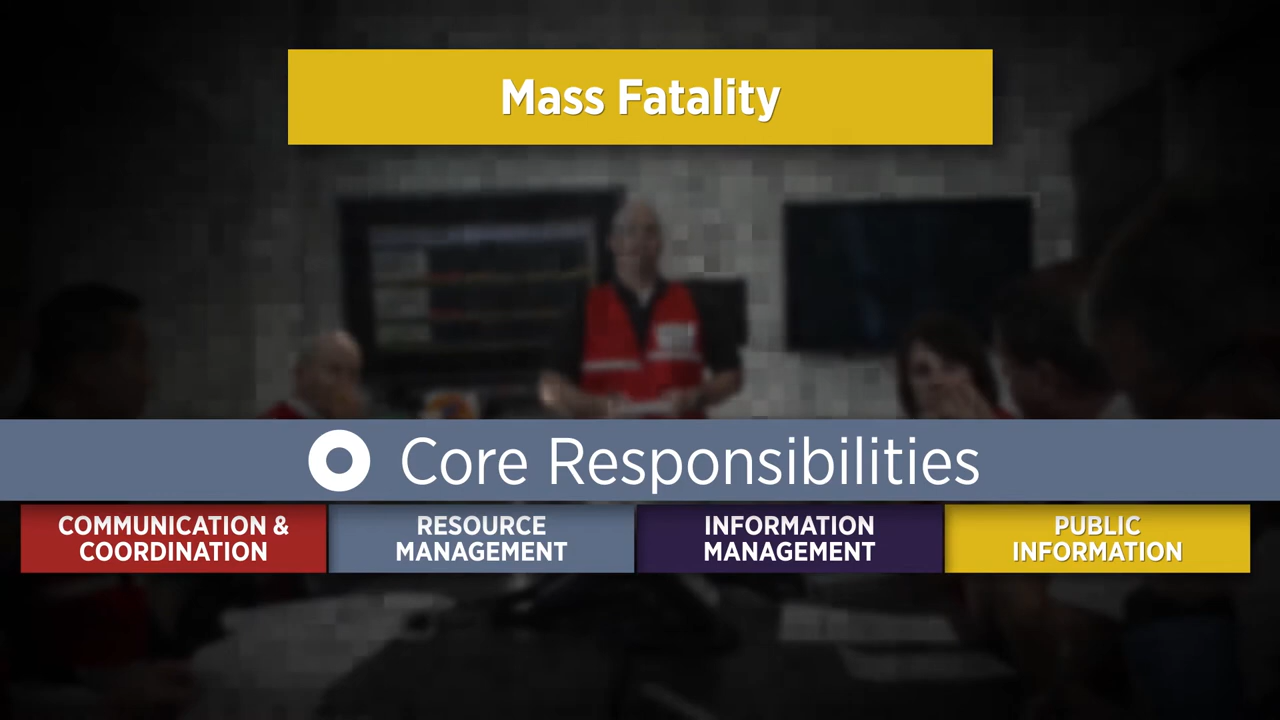 Mass Fatality
Core Responsibilities
COMMUNICATION &
COORDINATION
RESOURCE
MANAGEMENT
INFORMATION
MANAGEMENT
PUBLIC
INFORMATION